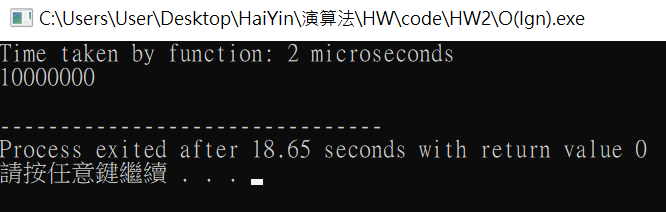 C:\Users\User\Desktop\HaiYin\演算法\HW\code\HW2\O(lgn).exe
Time taken by function: 2 microseconds
10000000
--------------------------------
Process exited after 18.65 seconds with return value 0
請按任意鍵繼續 . . .